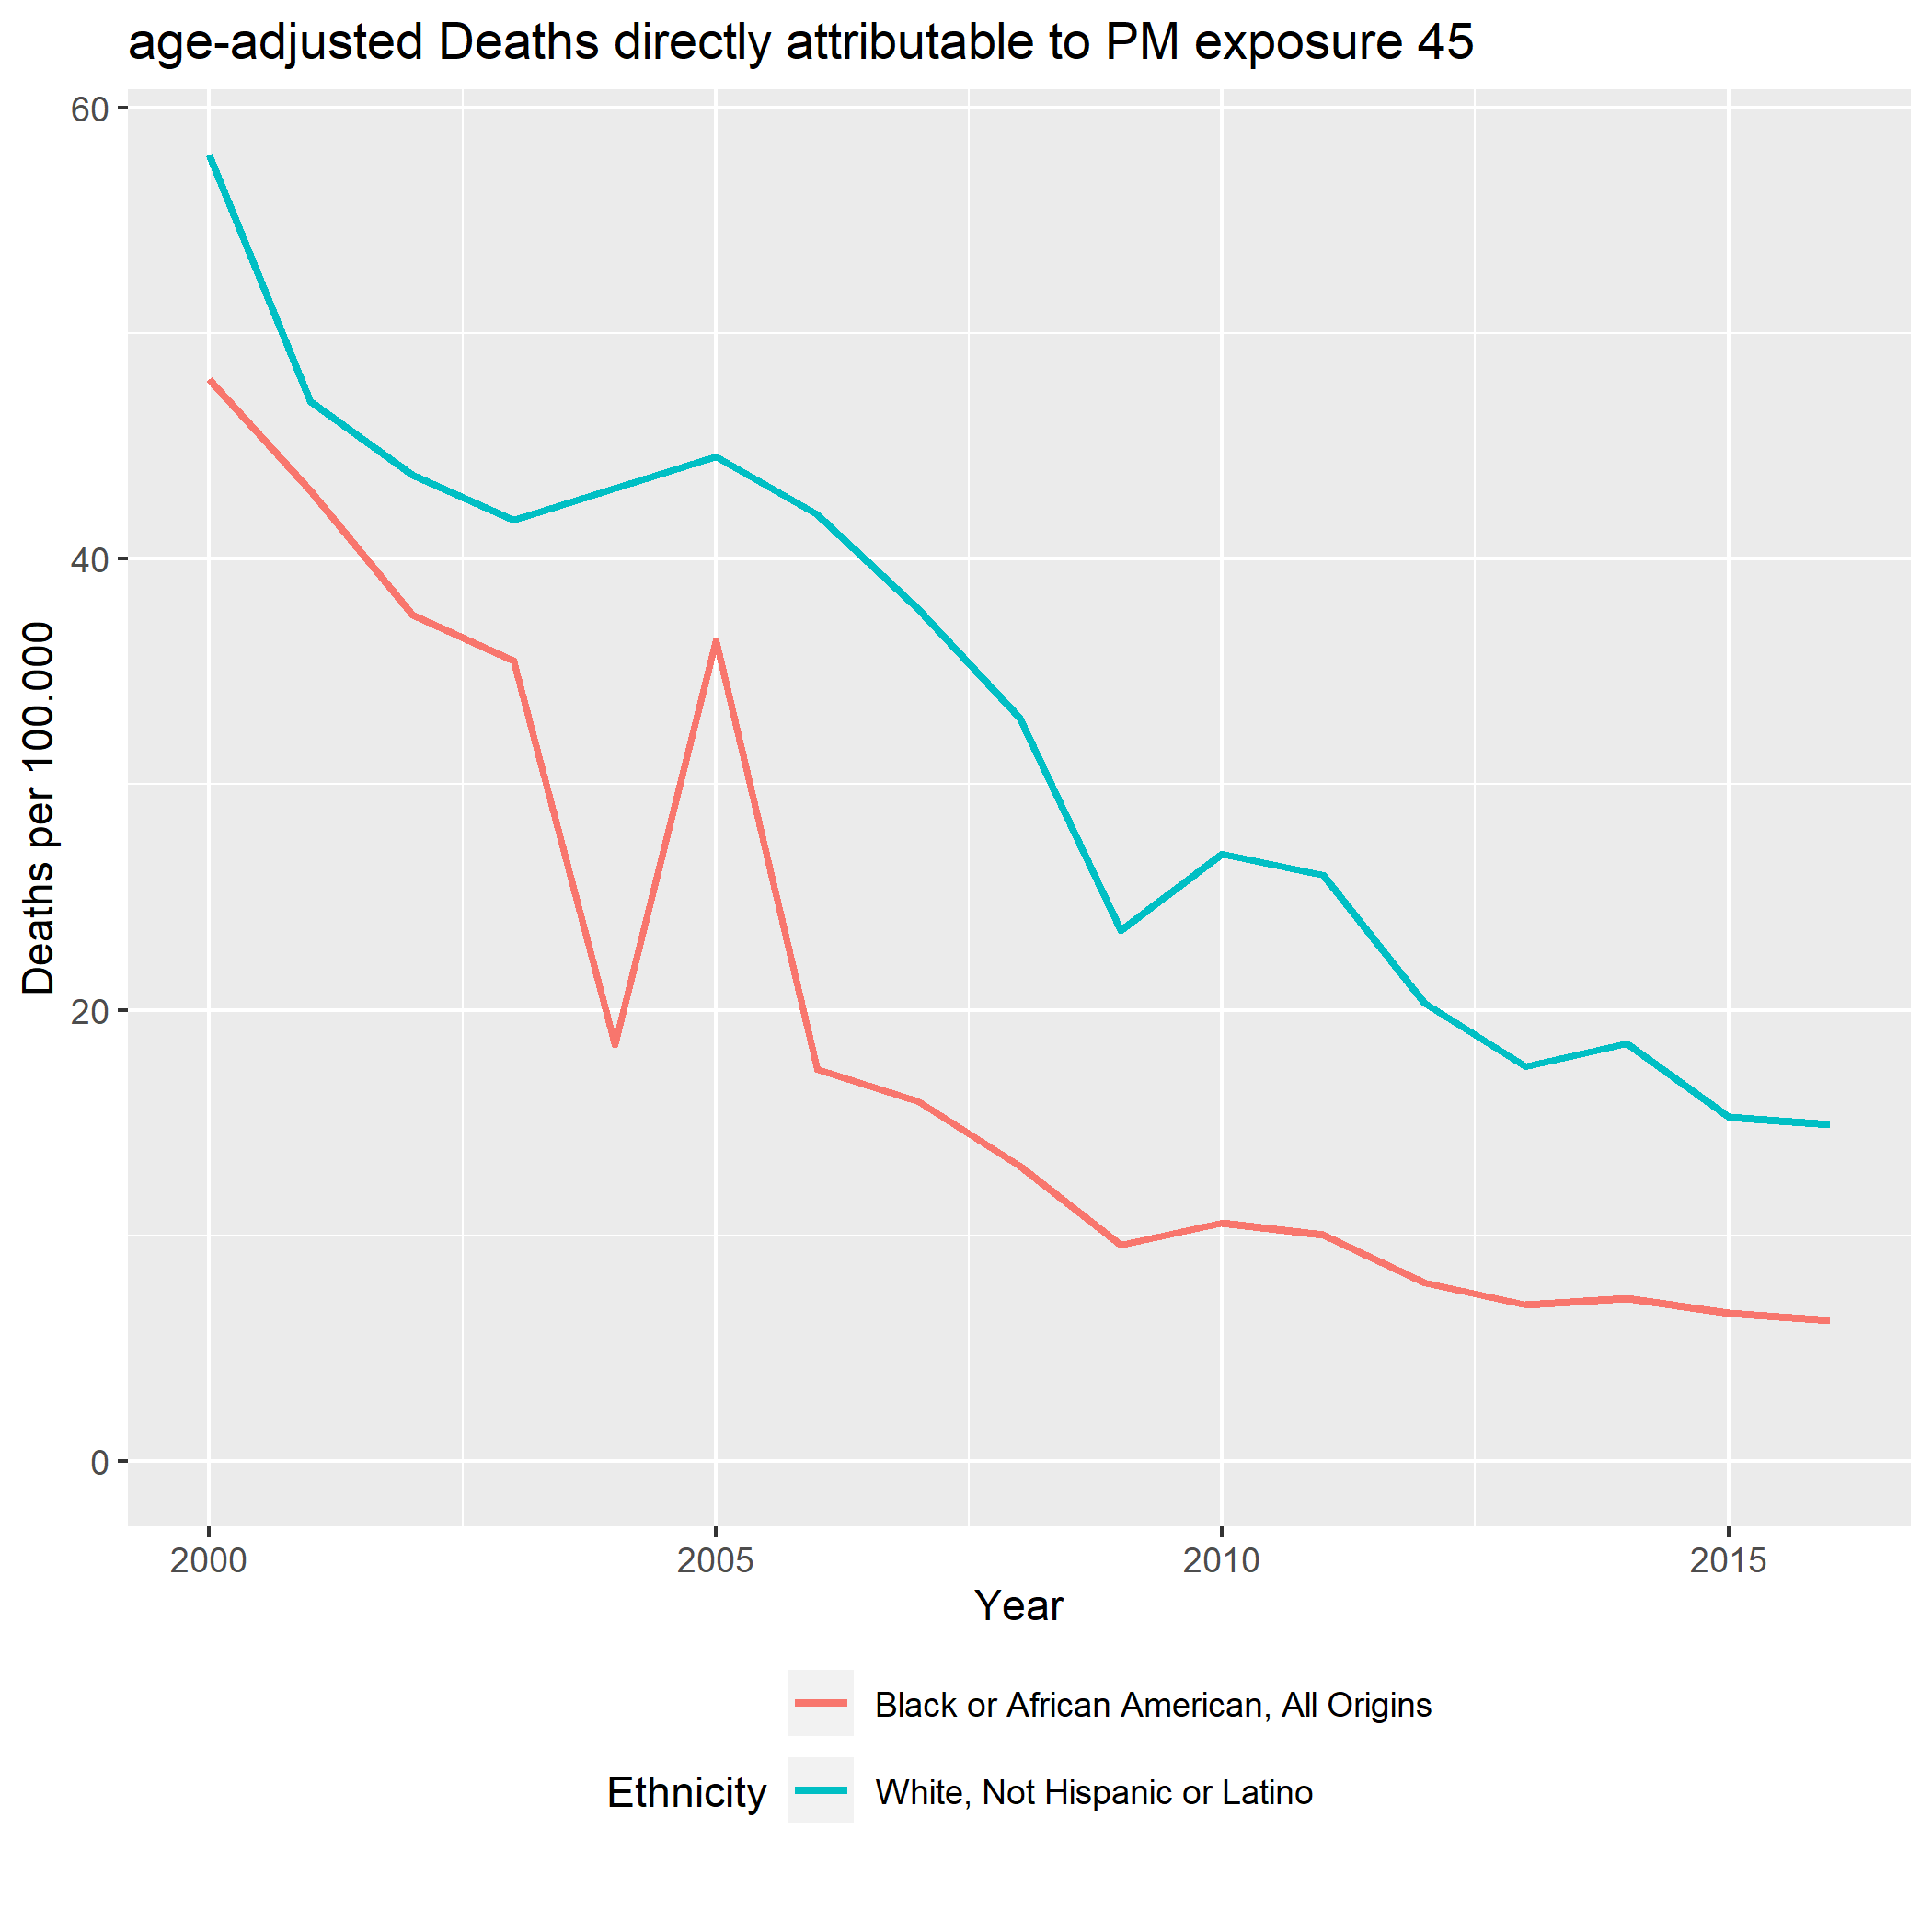 age-adjusted Deaths directly attributable to PM exposure 45
Deaths per 100.000
60
40
20
0
2000 2005 2010 2015
Year
Ethnicity
Black or African American, All Origins
White, Not Hispanic or Latino